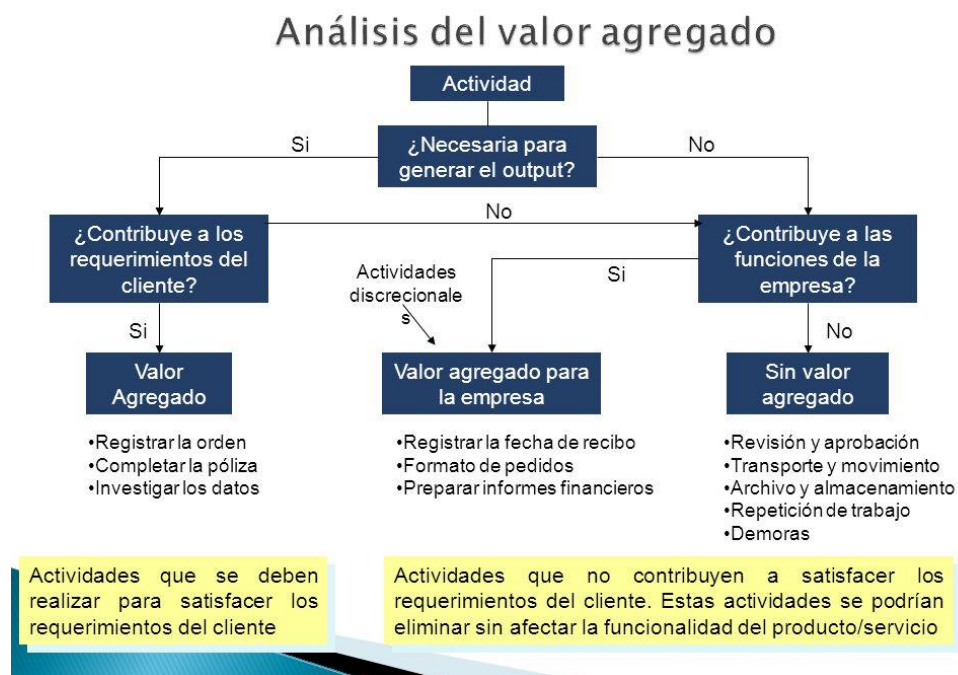 Análisis del valor agregado
Actividad
¿Necesaria para
generar el output?
Si
No
¿Contribuye a los
requerimientos del
cliente?
No
¿Contribuye a las
funciones de la
empresa?
Si
Actividades
discrecionale
s
Si
No
Valor
Agregado
Valor agregado para
la empresa
Sin valor
agregado
•Registrar la orden
•Completar la póliza
•Investigar los datos
•Registrar la fecha de recibo
•Formato de pedidos
•Preparar informes financieros
•Revisión y aprobación
•Transporte y movimiento
•Archivo y almacenamiento
•Repetición de trabajo
•Demoras
Actividades que se deben
realizar para satisfacer los
requerimientos del cliente
Actividades que no contribuyen a satisfacer los
requerimientos del cliente. Estas actividades se podrían
eliminar sin afectar la funcionalidad del producto/servicio